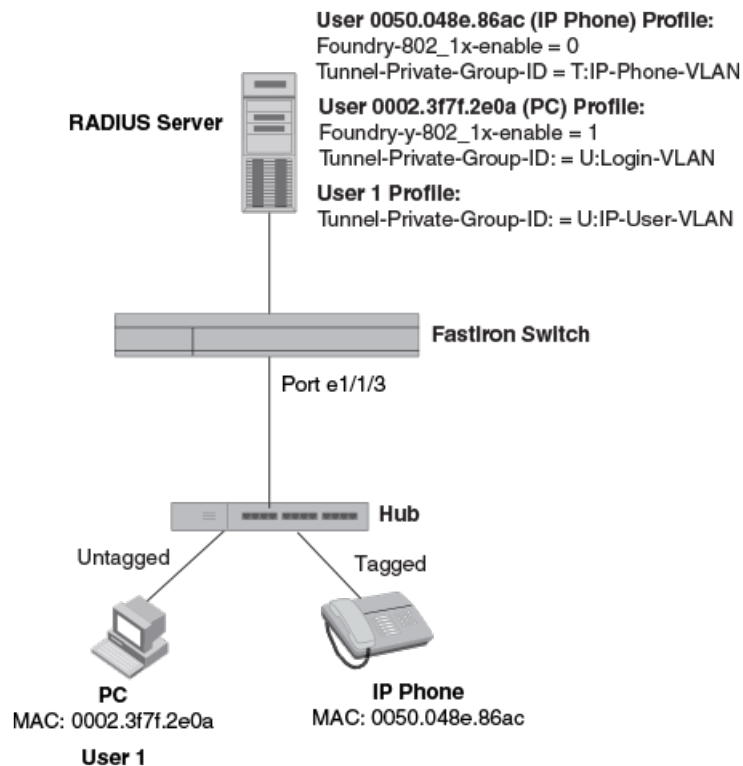 User 0050.048e.86ac (IP Phone) Profile:
Foundry-802_1x-enable = 0
Tunnel-Private-Group-ID = T:IP-Phone-VLAN
RADIUS Server
User 0002.3f7f.2e0a (PC) Profile:
Foundry-y-802_1x-enable = 1
Tunnel-Private-Group-ID: = U:Login-VLAN
User 1 Profile:
Tunnel-Private-Group-ID: = U:IP-User-VLAN
FastIron Switch
Port e1/1/3
Hub
Untagged
Tagged
PC
MAC: 0002.3f7f.2e0a
User 1
IP Phone
MAC: 0050.048e.86ac